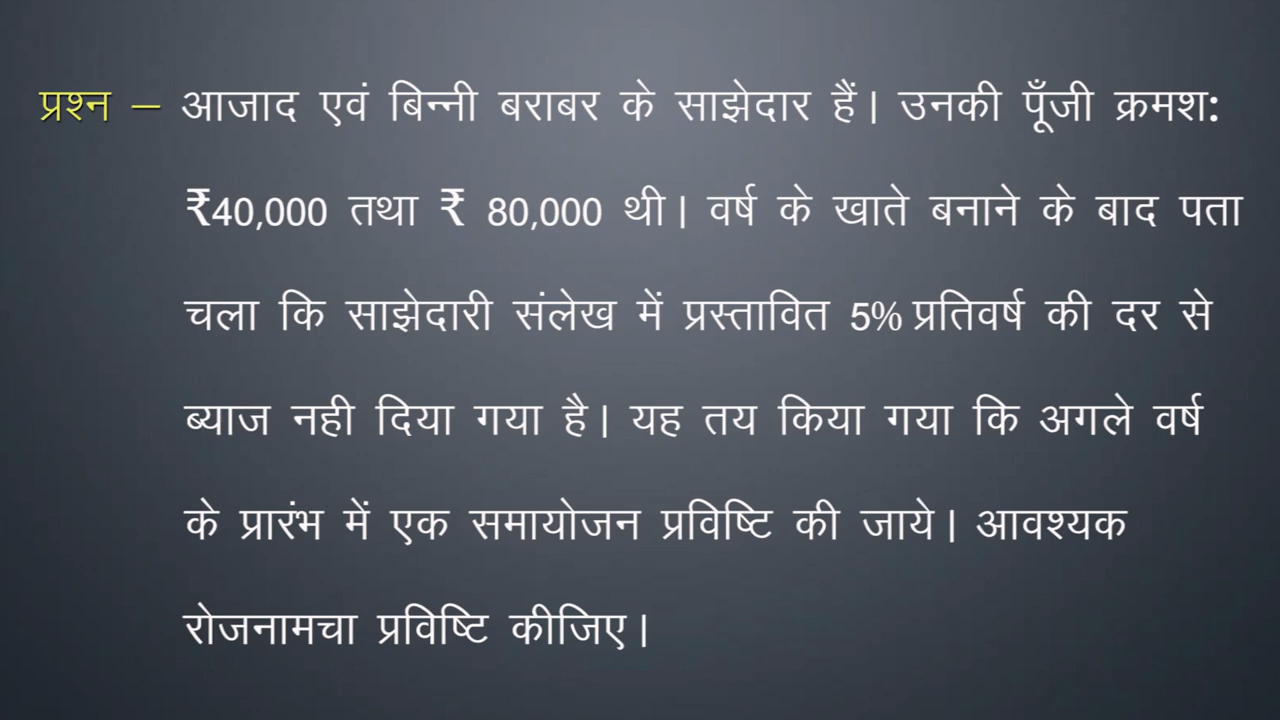 प्रश्न – आजाद एवं बिन्नी बराबर के साझेदार हैं। उनकी पूँजी क्रमश:
₹40,000 तथा ₹ 80,000 थी। वर्ष के खाते बनाने के बाद पता
चला कि साझेदारी संलेख में प्रस्तावित 5% प्रतिवर्ष की दर से
ब्याज नही दिया गया है। यह तय किया गया कि अगले वर्ष
के प्रारंभ में एक समायोजन प्रविष्टि की जाये। आवश्यक
रोजनामचा प्रविष्टि कीजिए।